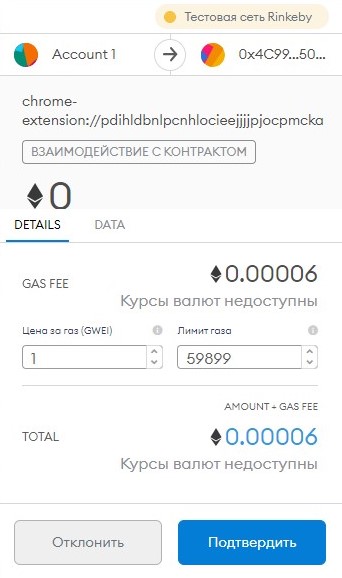 Тестовая сеть Rinkeby
Account 1 0x4C99...50...
chrome-
extension://pdihldbnlpcnhlocieejjjjpjocpmcka
ВЗАИМОДЕЙСТВИЕ С КОНТРАКТОМ
0
DETAILS DATA
GAS FEE 0.00006
Курсы валют недоступны
Цена за газ (GWEI) Лимит газа
1 59899
AMOUNT + GAS FEE
TOTAL 0.00006
Курсы валют недоступны
Отклонить Подтвердить